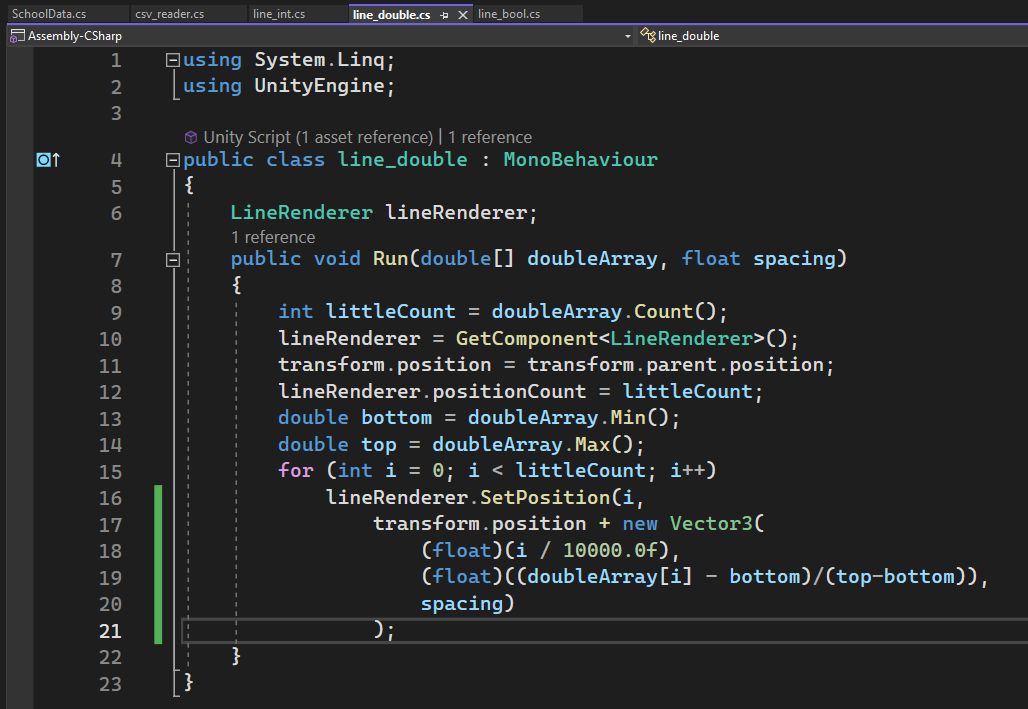 SchoolData.cs csv_reader.cs line_int.cs line_double.cs line_bool.cs
Assembly-CSharp line_double
1 using System.Linq;
2 using UnityEngine;
3
Unity Script (1 asset reference) | 1 reference
4 public class line_double : MonoBehaviour
5 {
6 LineRenderer lineRenderer;
1 reference
7 public void Run(double[] doubleArray, float spacing)
8 {
9 int littleCount = doubleArray.Count();
10 lineRenderer = GetComponent<LineRenderer>();
11 transform.position = transform.parent.position;
12 lineRenderer.positionCount = littleCount;
13 double bottom = doubleArray.Min();
14 double top = doubleArray.Max();
15 for (int i = 0; i < littleCount; i++)
16 lineRenderer.SetPosition(i,
17 transform.position + new Vector3(
18 (float)(i / 10000.0f),
19 (float)((doubleArray[i] - bottom)/(top-bottom)),
20 spacing)
21 );
22 }
23 }